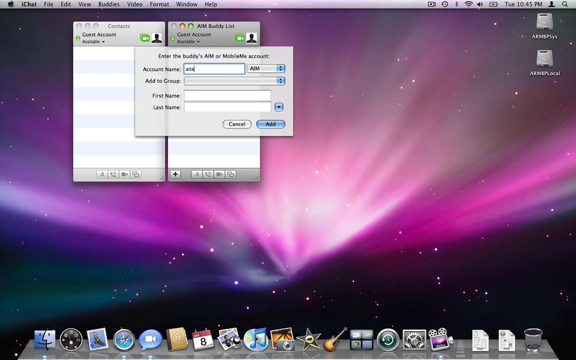 iChat File Edit View Buddies Video Format Window Help
Tue 10:45 PM
Contacts
Guest Account
Available
AIM Buddy List
Guest Account
Available
Enter the buddy's AIM or MobileMe account:
Account Name:
AIM
Add to Group:
First Name:
Last Name:
Cancel
Add
ARMBPSys
ARMBPLocal
8